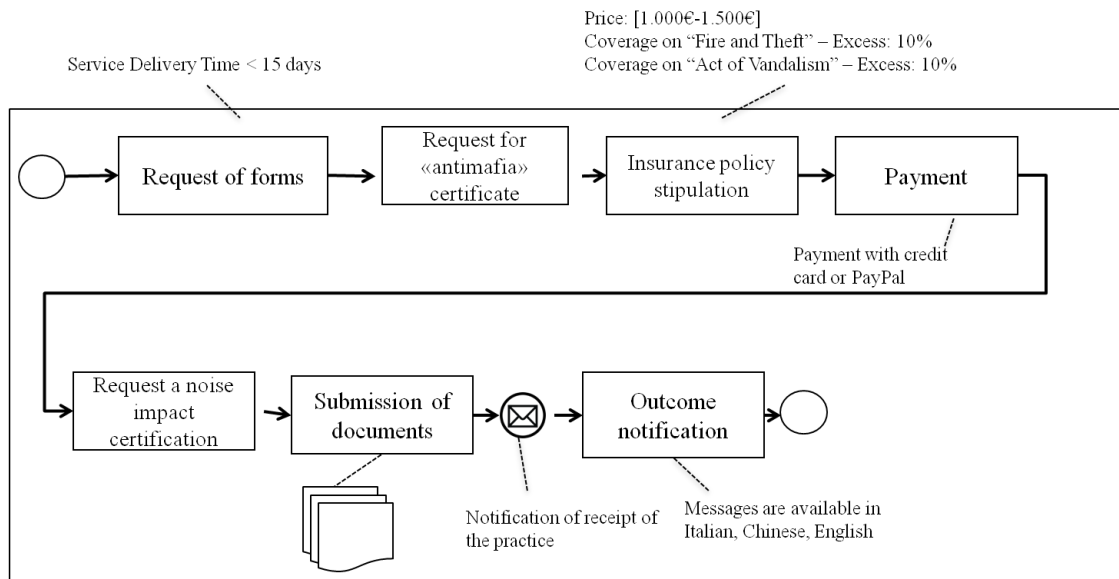 Price: [1.000€-1.500€]
Coverage on “Fire and Theft” – Excess: 10%
Coverage on “Act of Vandalism” – Excess: 10%
Service Delivery Time < 15 days
Request of forms
Request for
«antimafia»
certificate
Insurance policy
stipulation
Payment
Payment with credit
card or PayPal
Request a noise
impact
certification
Submission of
documents
Outcome
notification
Notification of receipt of
the practice
Messages are available in
Italian, Chinese, English